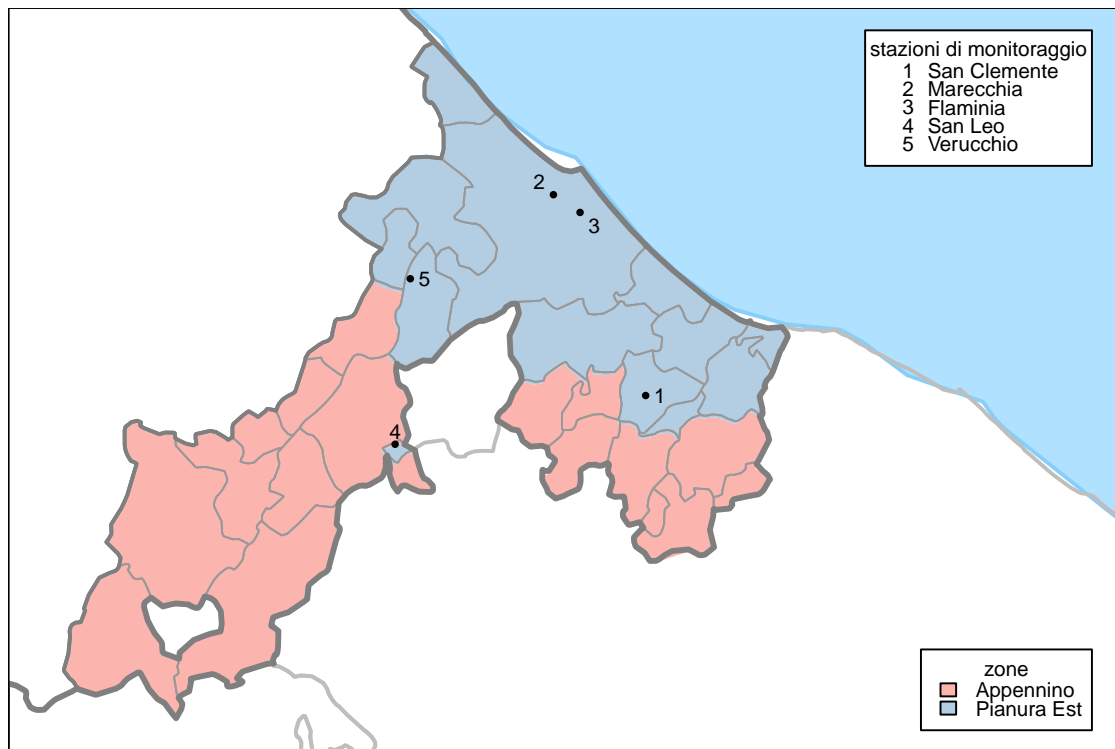 stazioni di monitoraggio
1 San Clemente
2 Marecchia
3 Flaminia
4 San Leo
5 Verucchio
2
3
5
1
4
zone
Appennino
Pianura Est